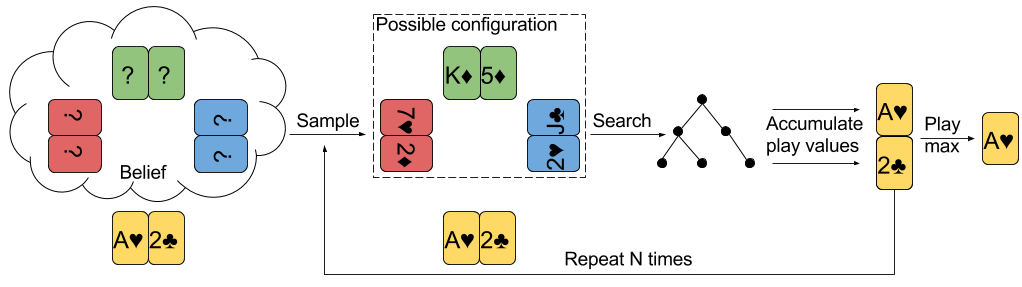 ? ?
?
?
?
?
Belief
A♥ 2♣
Sample
Possible configuration
K♦ 5♦
7♥
2♦
J♣
2♥
A♥ 2♣
Search
Accumulate
play values
A♥
2♣
Play
max
A♥
Repeat N times